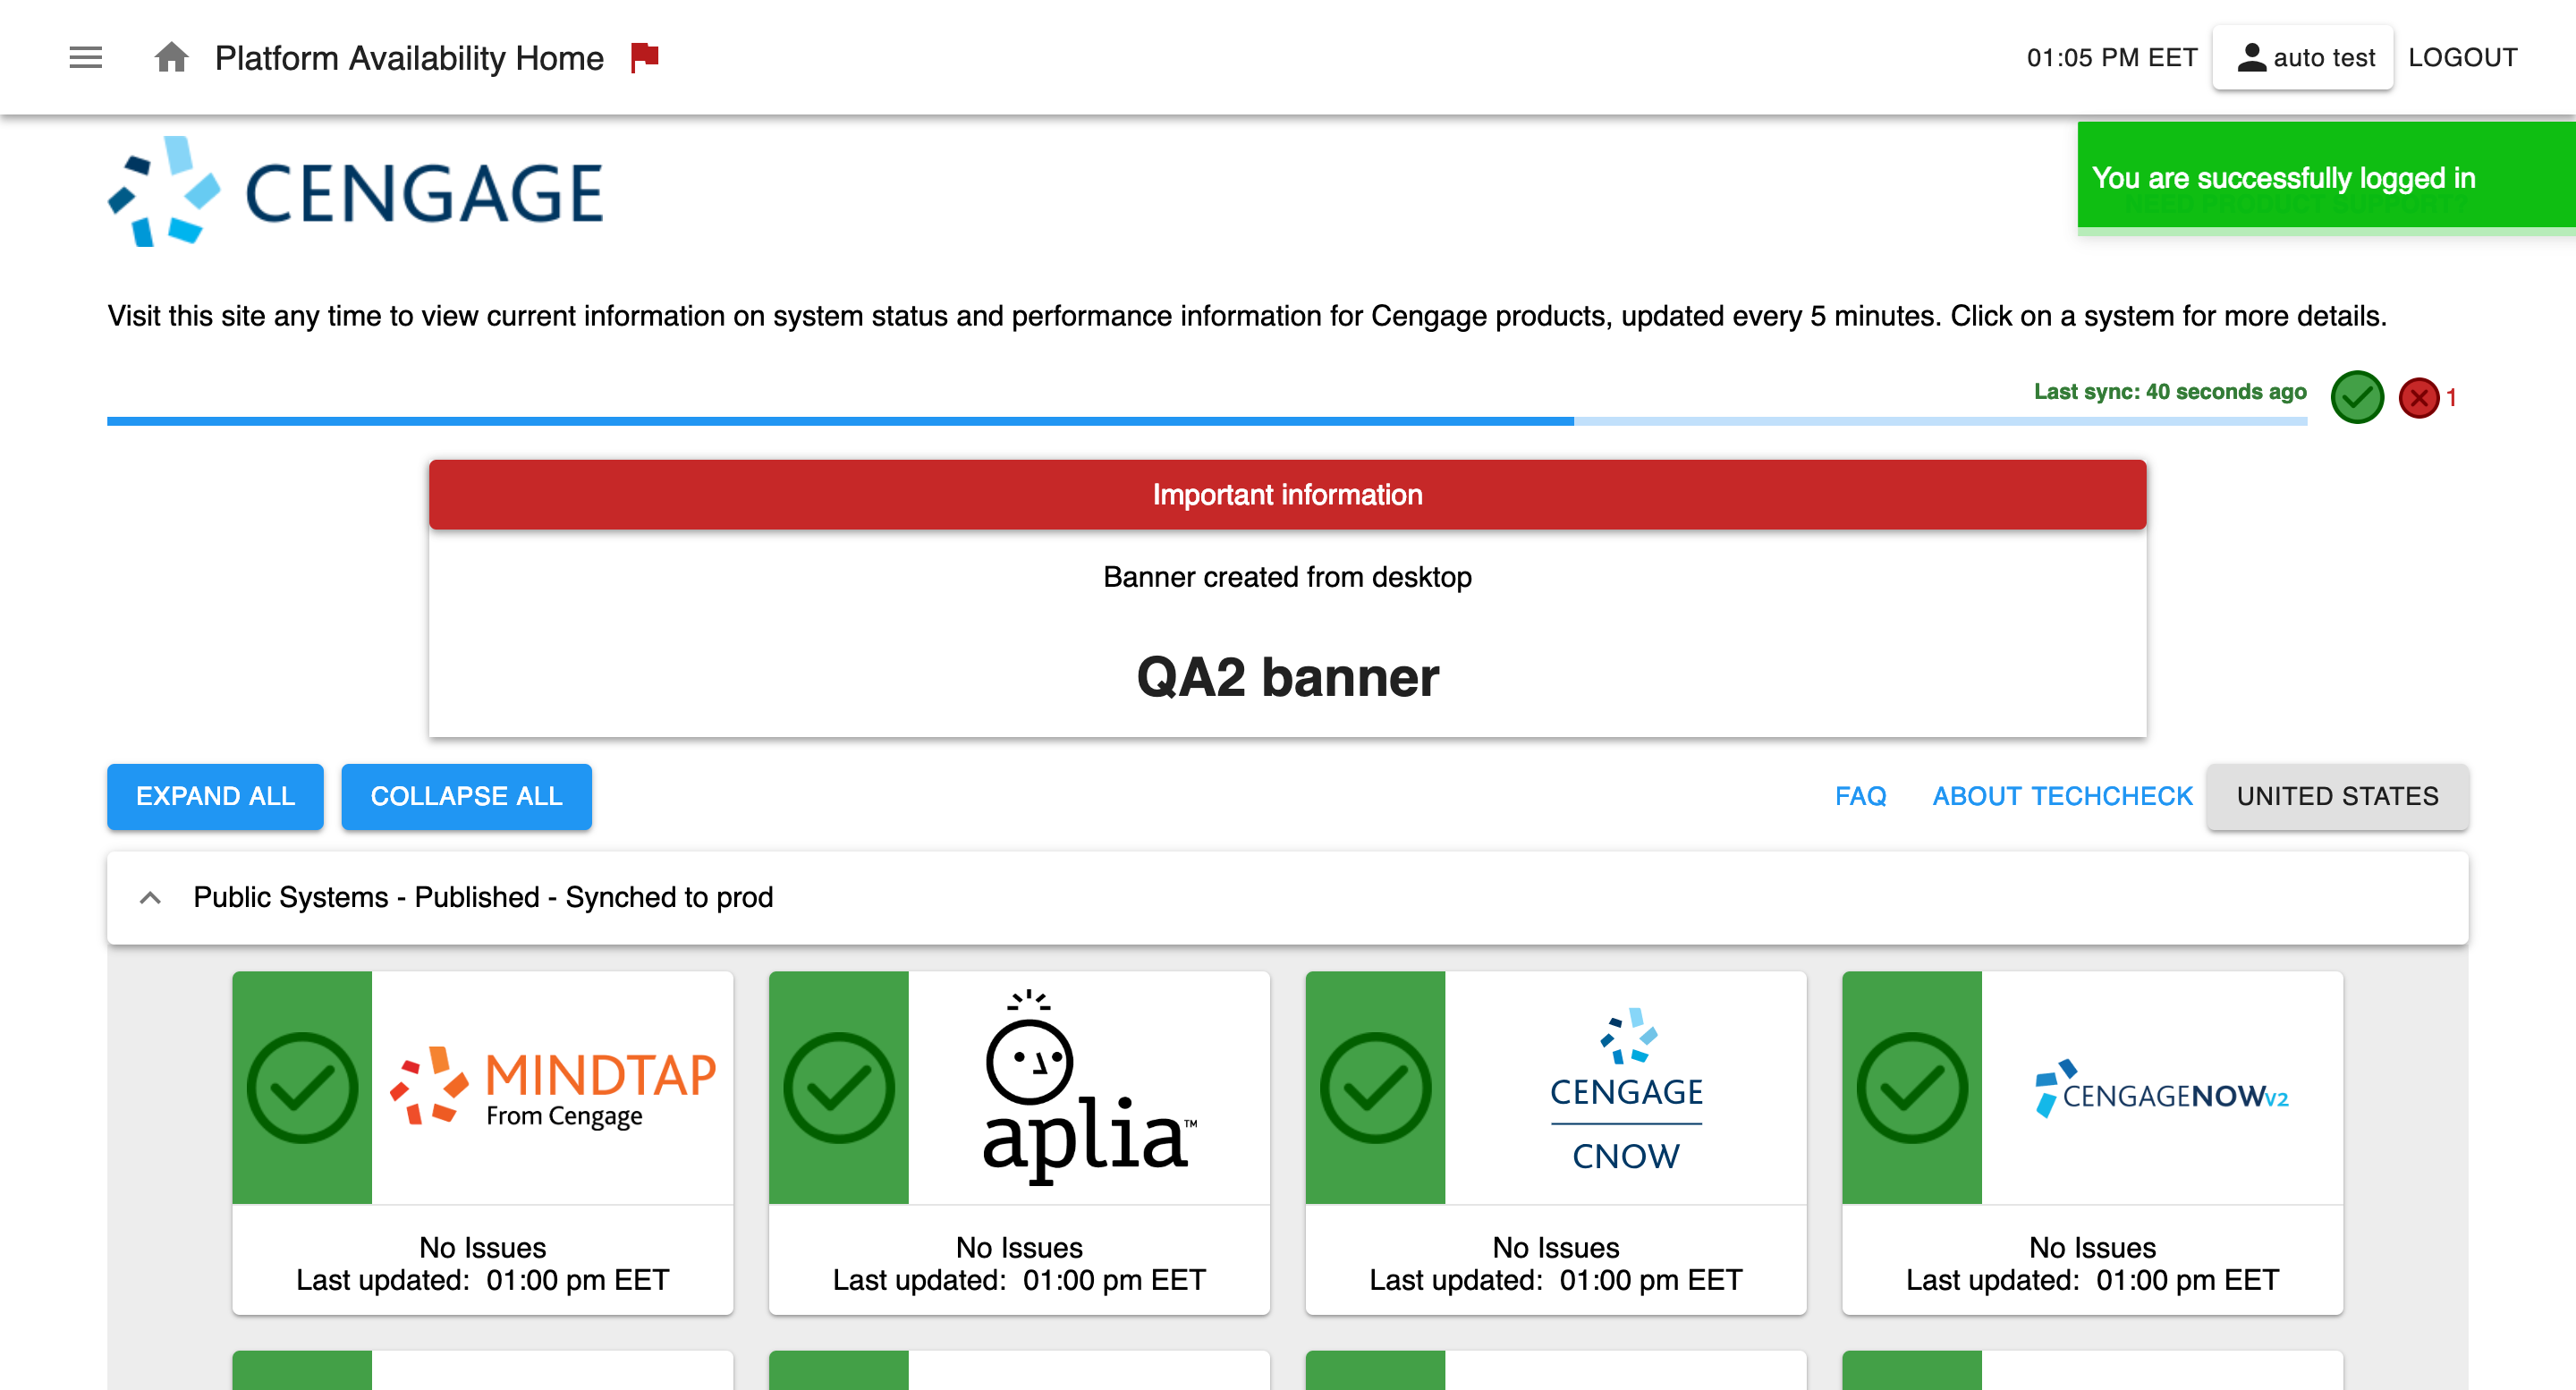 Platform Availability Home
01:05 PM EET
auto test
LOGOUT
CENGAGE
You are successfully logged in
NEED PRODUCT SUPPORT?
Visit this site any time to view current information on system status and performance information for Cengage products, updated every 5 minutes. Click on a system for more details.
Last sync: 40 seconds ago
1
Important information
Banner created from desktop
QA2 banner
EXPAND ALL
COLLAPSE ALL
FAQ
ABOUT TECHCHECK
UNITED STATES
Public Systems - Published - Synched to prod
MINDTAP
From Cengage
No Issues
Last updated: 01:00 pm EET
aplia™
No Issues
Last updated: 01:00 pm EET
CENGAGE
CNOW
No Issues
Last updated: 01:00 pm EET
CENGAGENOWv2
No Issues
Last updated: 01:00 pm EET